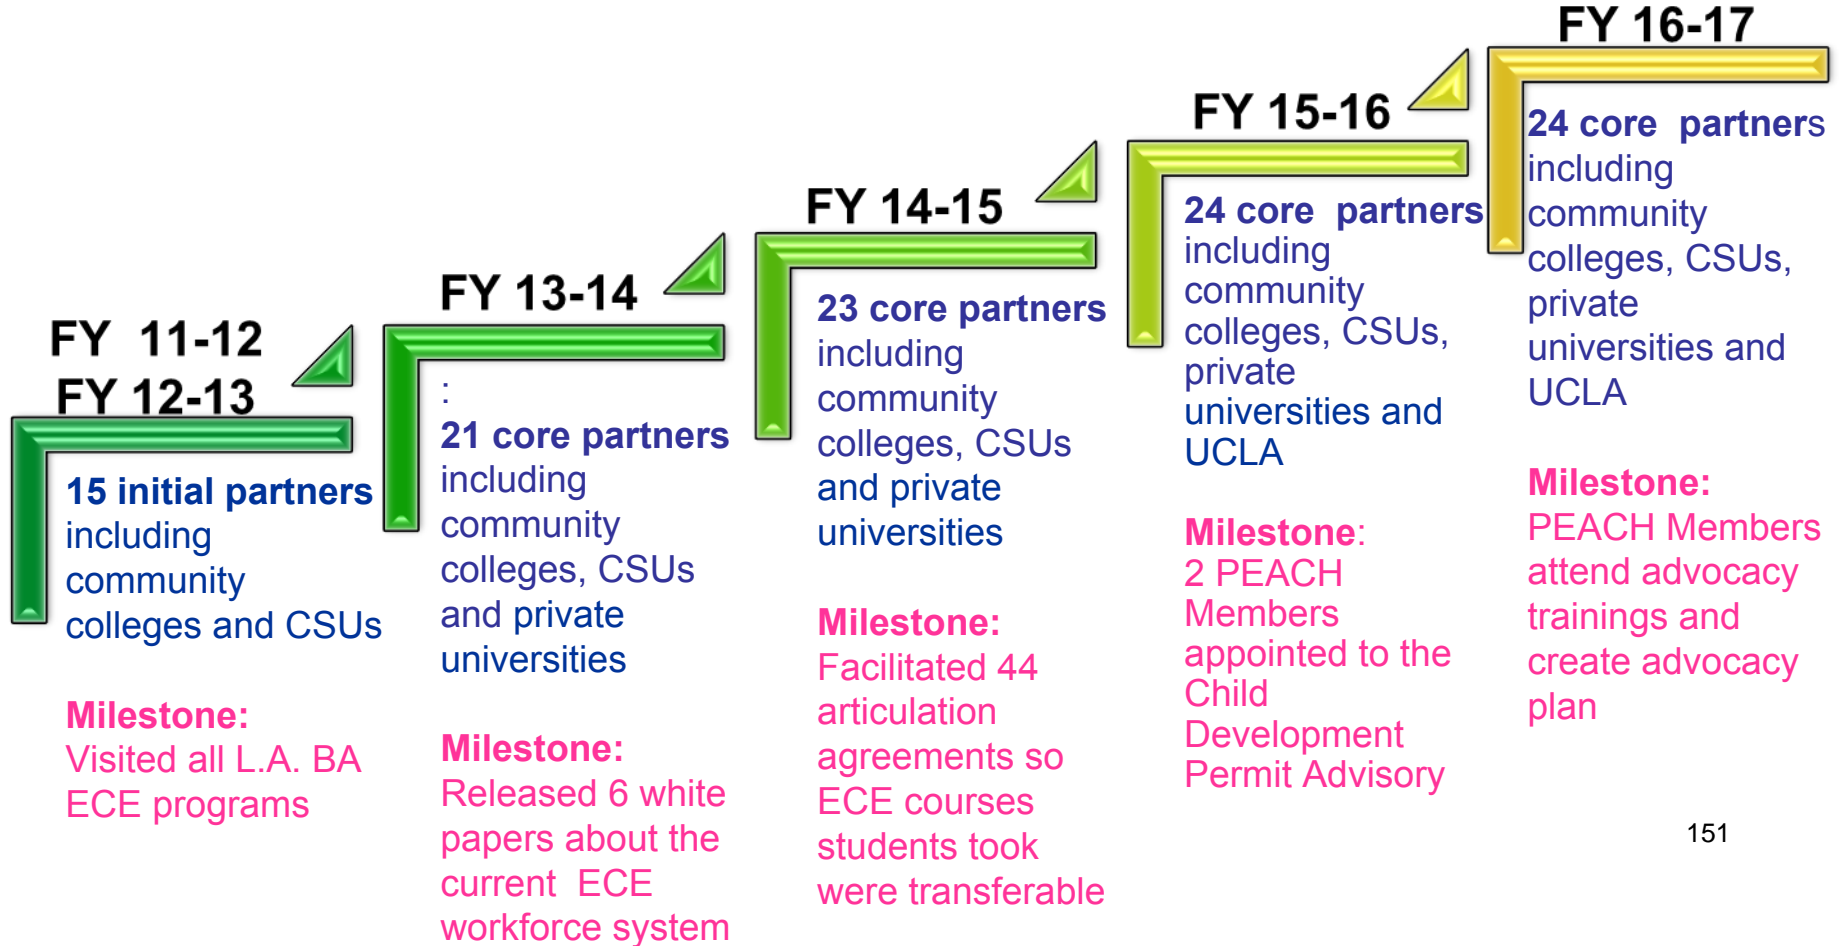 FY 11-12
FY 12-13
15 initial partners
including
community
colleges and CSUs
Milestone:
Visited all L.A. BA
ECE programs
FY 13-14
:
21 core partners
including
community
colleges, CSUs
and private
universities
Milestone:
Released 6 white
papers about the
current ECE
workforce system
FY 14-15
23 core partners
including
community
colleges, CSUs
and private
universities
Milestone:
Facilitated 44
articulation
agreements so
ECE courses
students took
were transferable
FY 15-16
24 core partners
including
community
colleges, CSUs,
private
universities and
UCLA
Milestone:
2 PEACH
Members
appointed to the
Child
Development
Permit Advisory
FY 16-17
24 core partners
including
community
colleges, CSUs,
private
universities and
UCLA
Milestone:
PEACH Members
attend advocacy
trainings and
create advocacy
plan
151